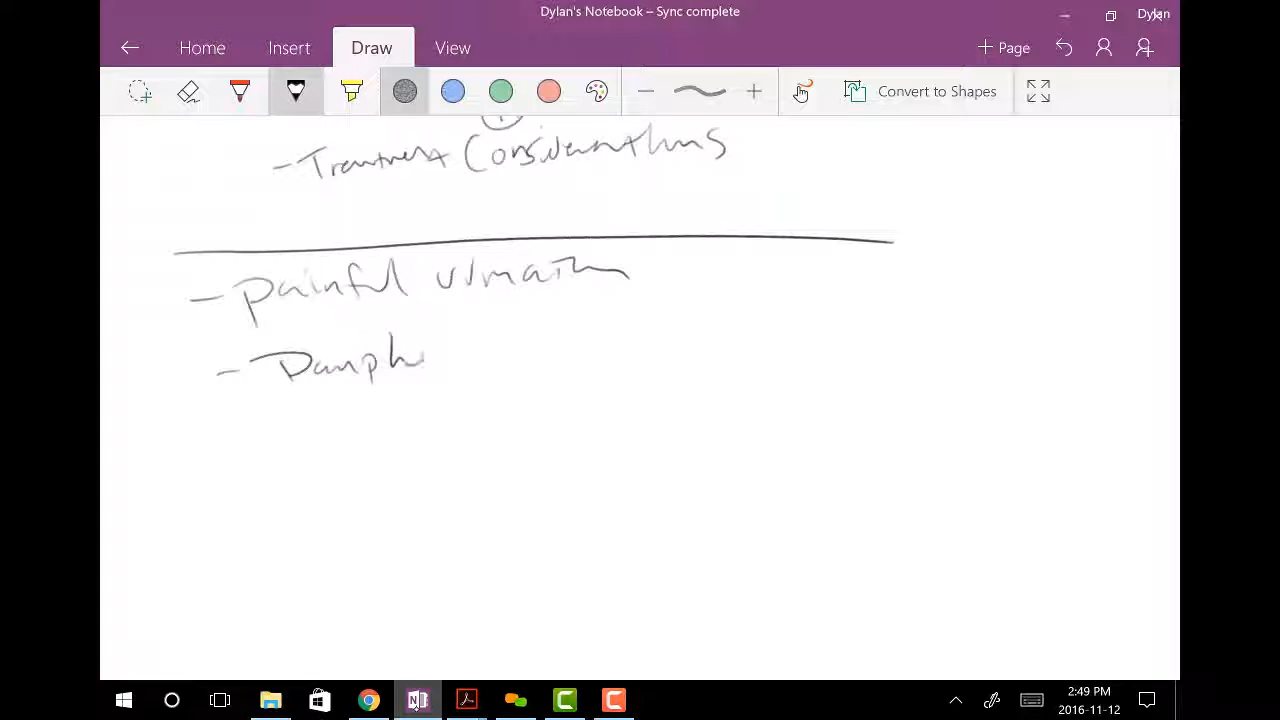 Dylan's Notebook – Sync complete
Dylan
Home Insert Draw View
Page
Convert to Shapes
- Treatment Considerations
- Painful urination
- Damph
2:49 PM
2016-11-12